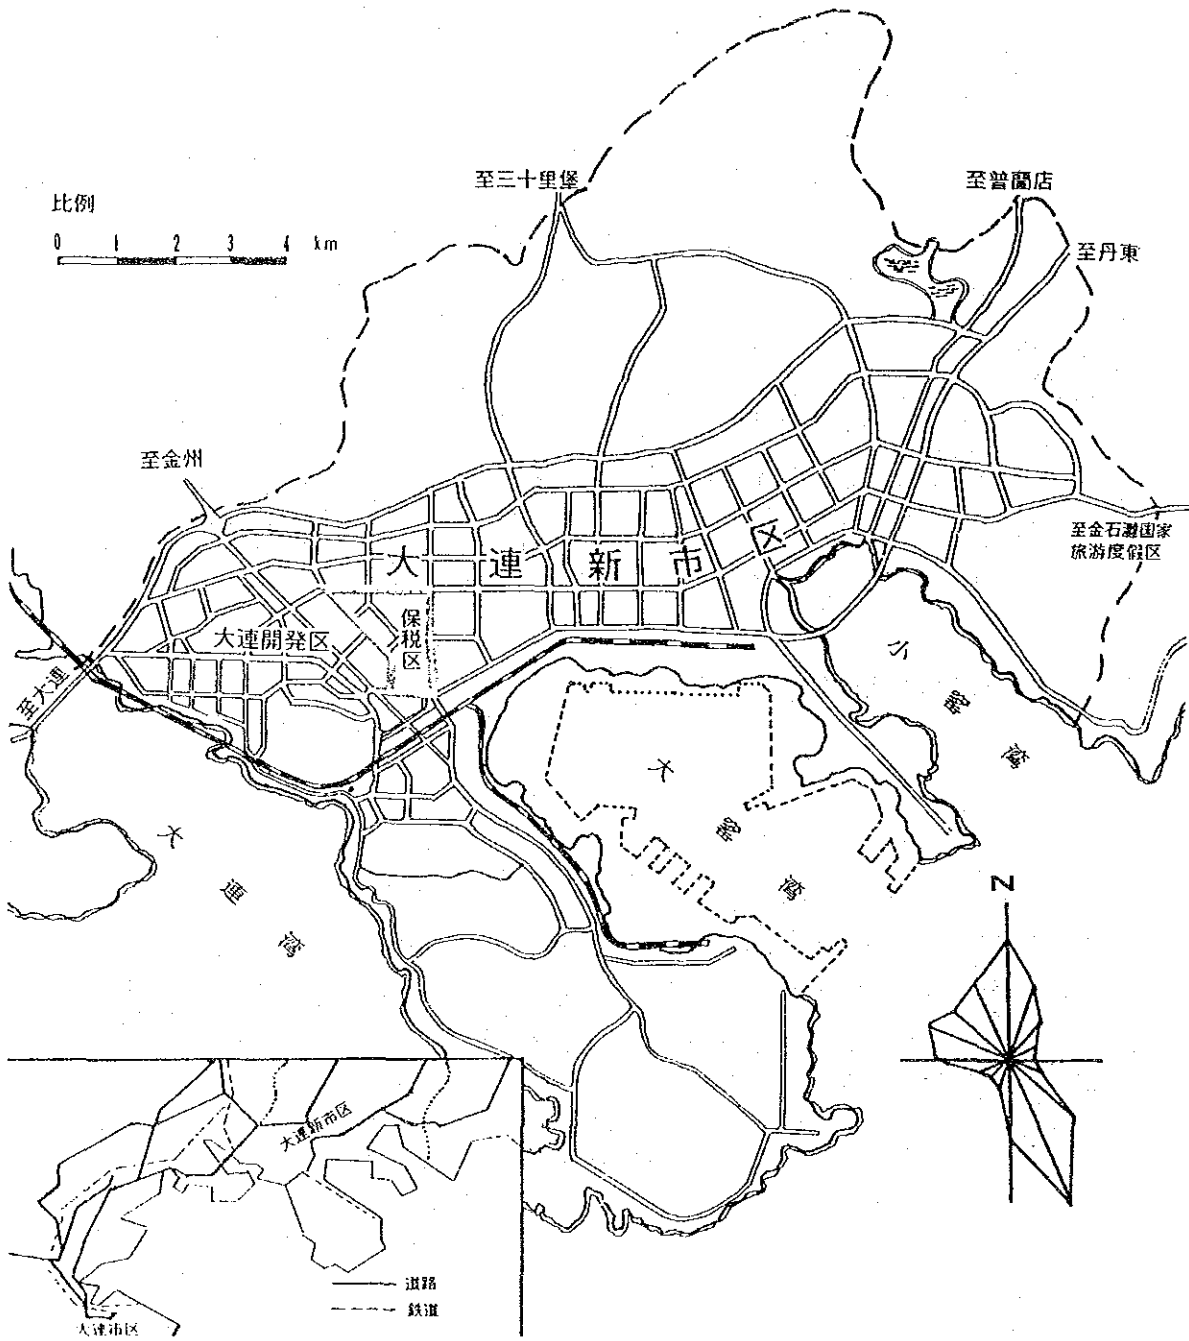 至三十里堡
至普蘭店
比例
0 1 2 3 4 km
至丹東
至金州
至金石灘国家
旅游度假区
大連新市区
保税区
大連開発区
至大連
小窑湾
大窑湾
大連湾
N
大連新市区
道路
鉄道
大連市区